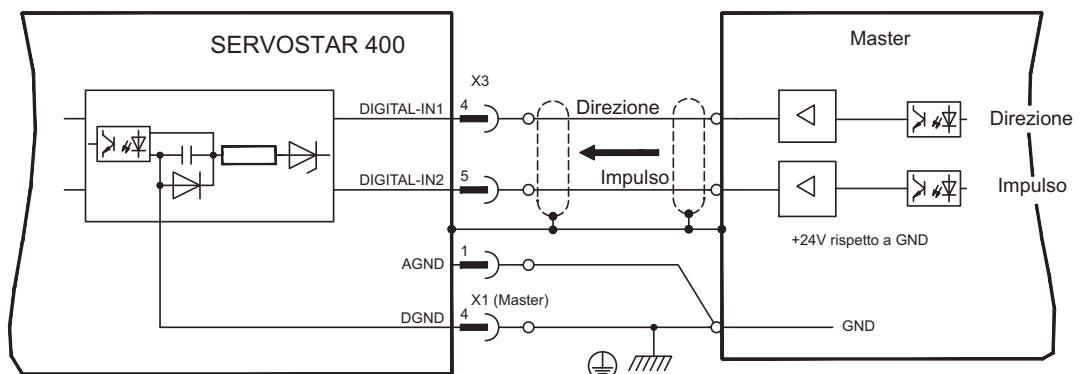 SERVOSTAR 400
Master
X3
DIGITAL-IN1
4
Direzione
Direzione
DIGITAL-IN2
5
Impulso
Impulso
+24V rispetto a GND
AGND
1
X1 (Master)
DGND
4
GND